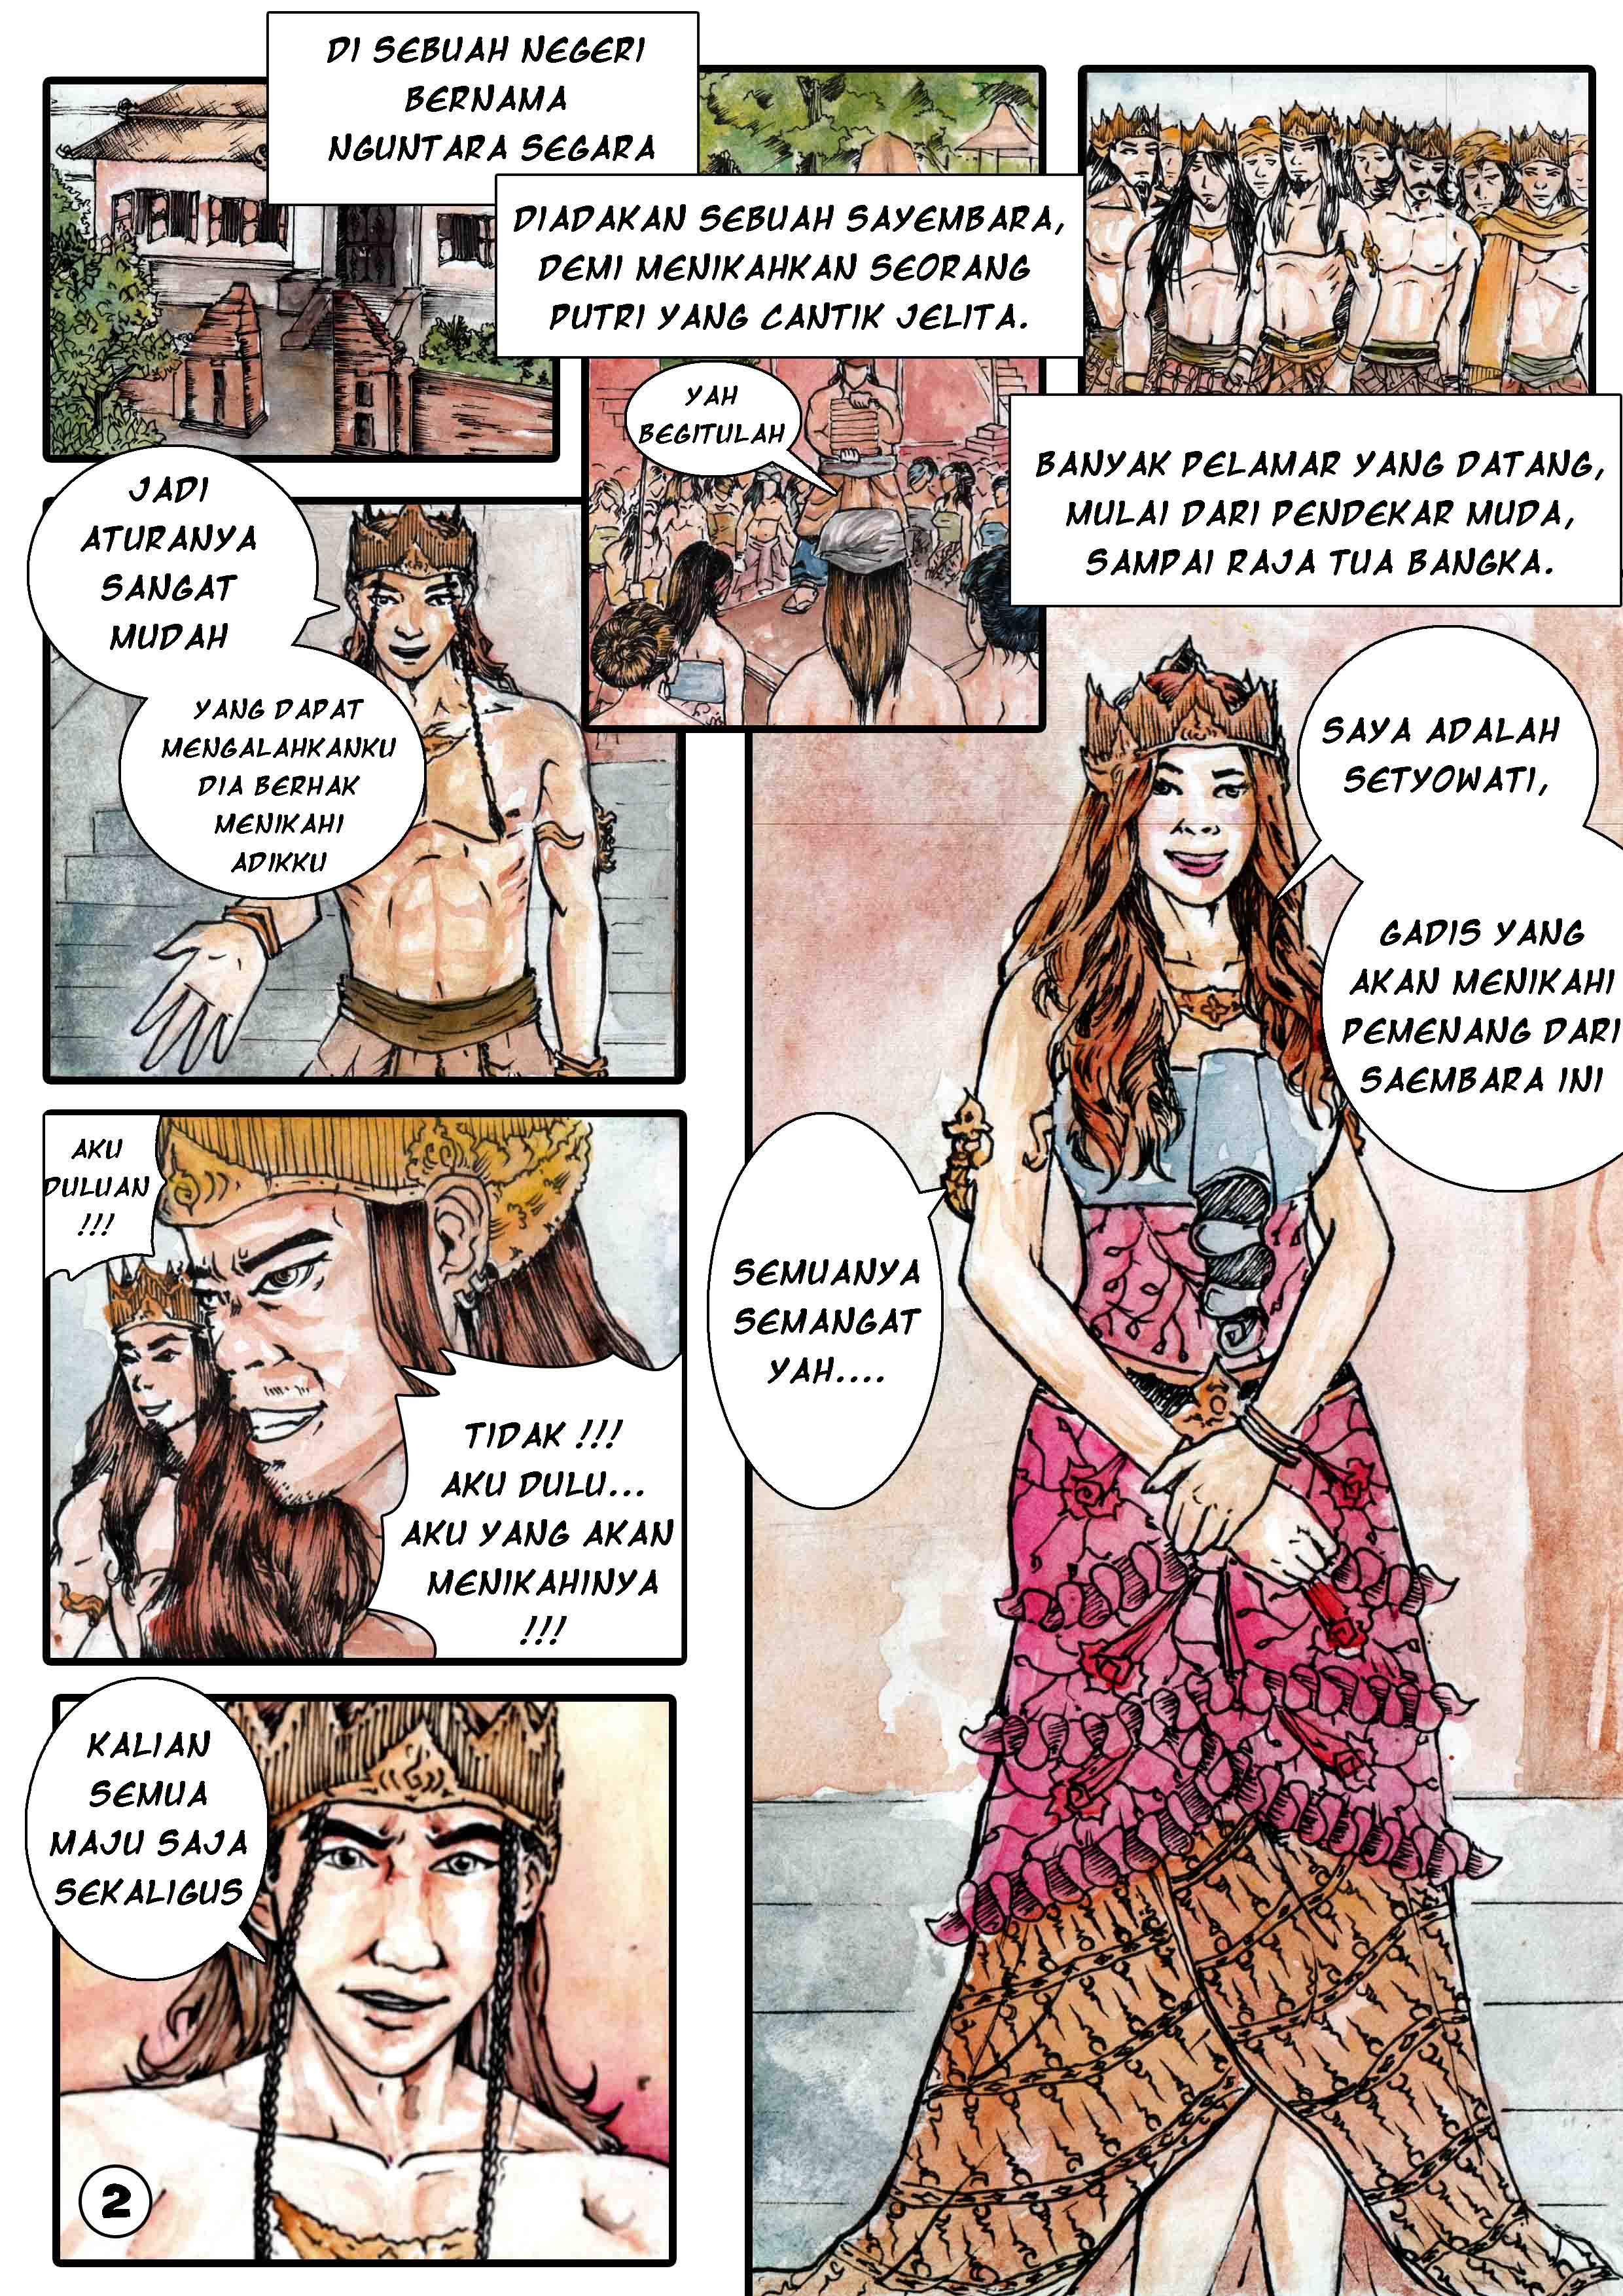 DI SEBUAH NEGERI
BERNAMA
NGUNTARA SEGARA
DIADAKAN SEBUAH SAYEMBARA,
DEMI MENIKAHKAN SEORANG
PUTRI YANG CANTIK JELITA.
YAH
BEGITULAH
BANYAK PELAMAR YANG DATANG,
MULAI DARI PENDEKAR MUDA,
SAMPAI RAJA TUA BANGKA.
JADI
ATURANYA
SANGAT
MUDAH
YANG DAPAT
MENGALAHKANKU
DIA BERHAK
MENIKAHI
ADIKKU
SAYA ADALAH
SETYOWATI,
GADIS YANG
AKAN MENIKAHI
PEMENANG DARI
SAEMBARA INI
SEMUANYA
SEMANGAT
YAH....
AKU
DULUAN
!!!
TIDAK !!!
AKU DULU...
AKU YANG AKAN
MENIKAHINYA
!!!
KALIAN
SEMUA
MAJU SAJA
SEKALIGUS
2